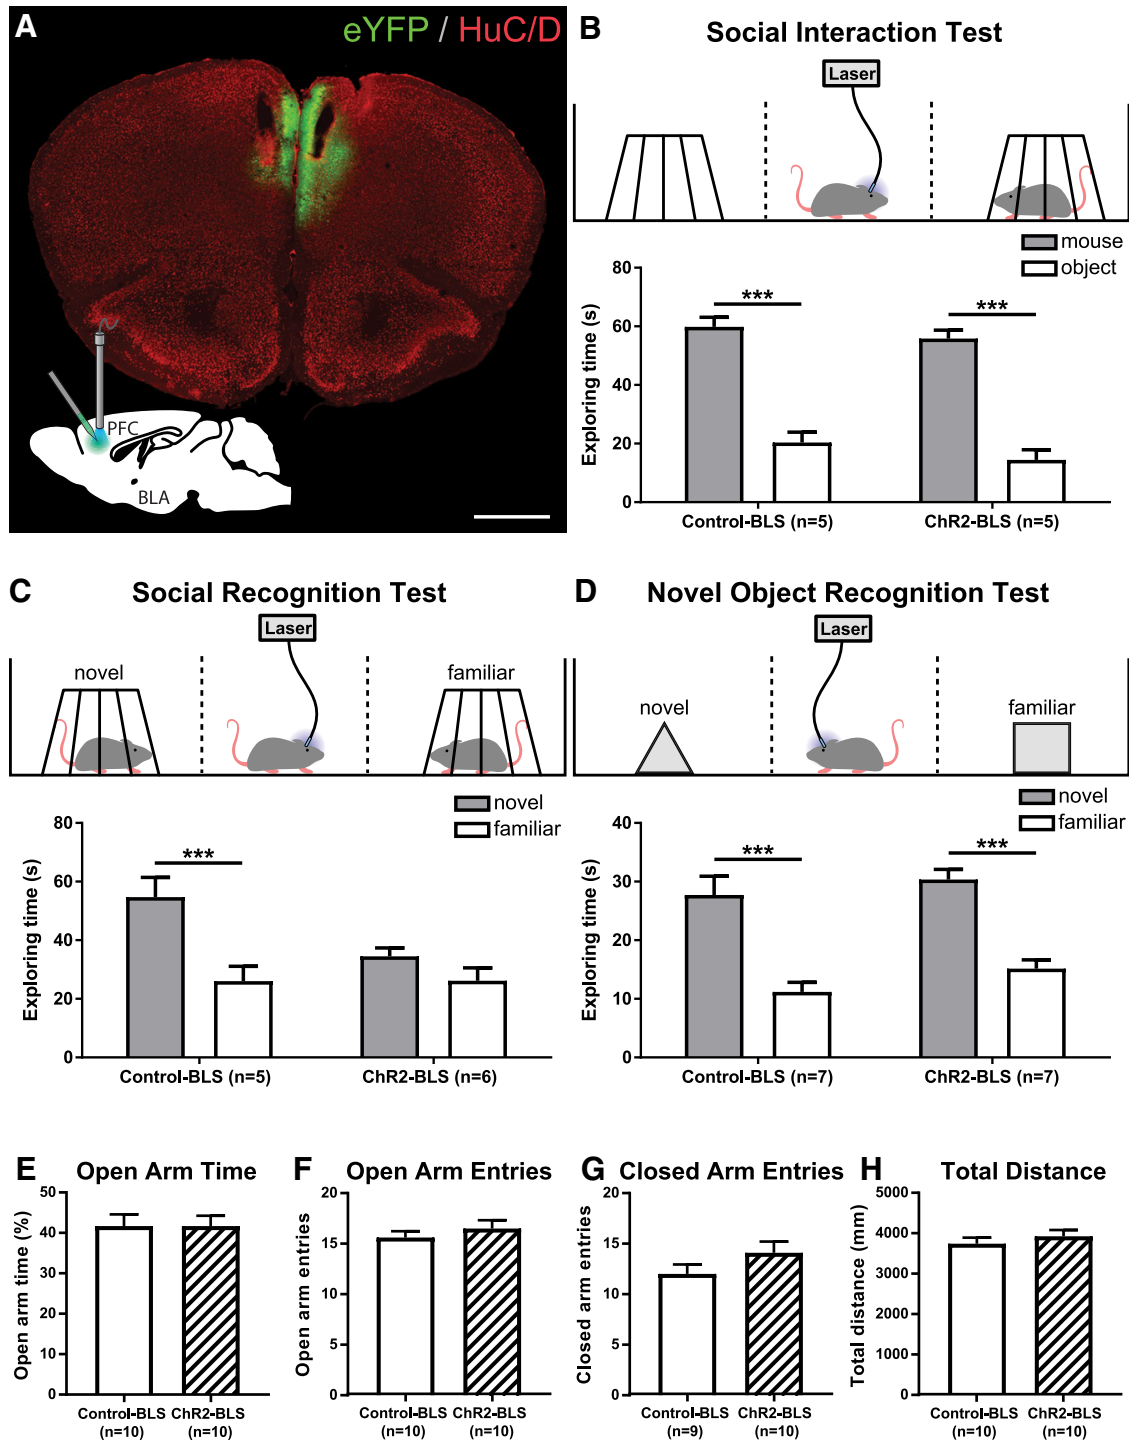 A
eYFP / HuC/D
PFC
BLA
B
Social Interaction Test
Laser
mouse
object
Exploring time (s)
80
60
40
20
0
***
***
Control-BLS (n=5)
ChR2-BLS (n=5)
C
Social Recognition Test
Laser
novel
familiar
novel
familiar
Exploring time (s)
80
60
40
20
0
***
Control-BLS (n=5)
ChR2-BLS (n=6)
D
Novel Object Recognition Test
Laser
novel
familiar
novel
familiar
Exploring time (s)
40
30
20
10
0
***
***
Control-BLS (n=7)
ChR2-BLS (n=7)
E
Open Arm Time
Open arm time (%)
50
40
30
20
10
0
Control-BLS
(n=10)
ChR2-BLS
(n=10)
F
Open Arm Entries
Open arm entries
20
15
10
5
0
Control-BLS
(n=10)
ChR2-BLS
(n=10)
G
Closed Arm Entries
Closed arm entries
20
15
10
5
0
Control-BLS
(n=9)
ChR2-BLS
(n=10)
H
Total Distance
Total distance (mm)
5000
4000
3000
2000
1000
0
Control-BLS
(n=10)
ChR2-BLS
(n=10)